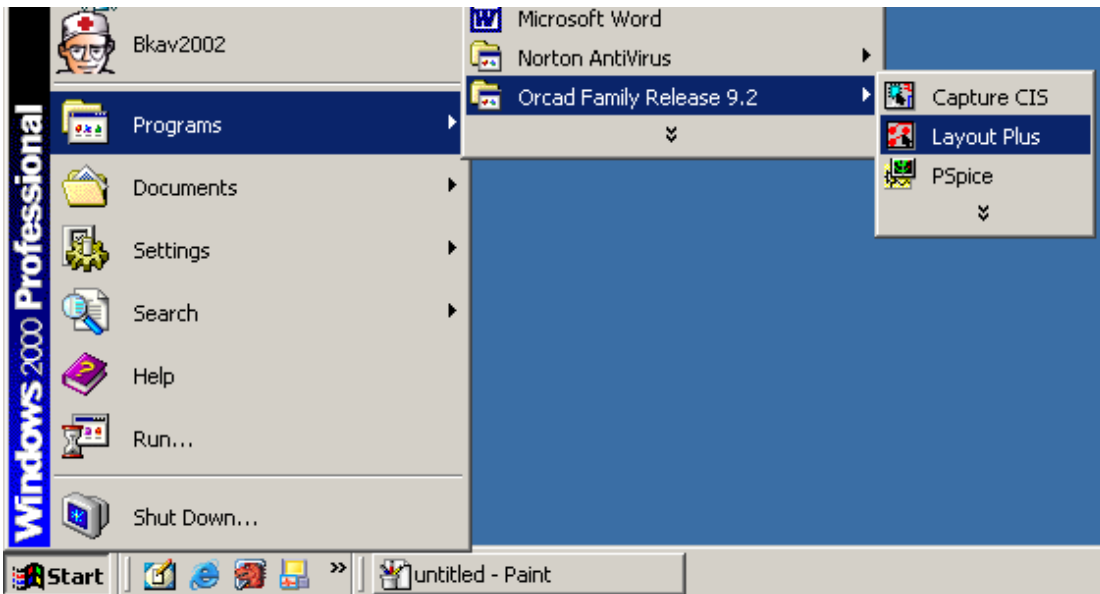 Windows 2000 Professional
Bkav2002
Programs
Documents
Settings
Search
Help
Run...
Shut Down...
Microsoft Word
Norton AntiVirus
Orcad Family Release 9.2
Capture CIS
Layout Plus
PSpice
Start
untitled - Paint